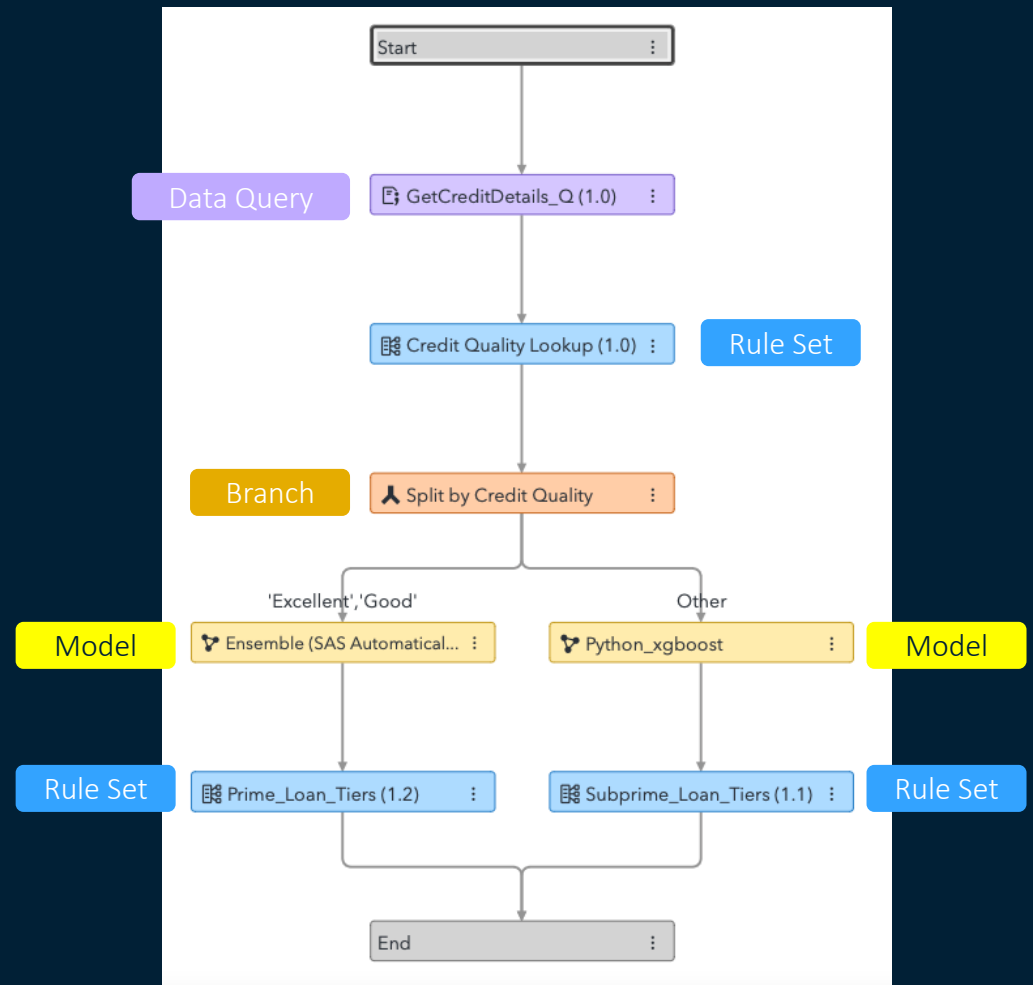 Start
Data Query
GetCreditDetails_Q (1.0)
Credit Quality Lookup (1.0)
Rule Set
Branch
Split by Credit Quality
'Excellent','Good'
Other
Model
Ensemble (SAS Automatical...
Python_xgboost
Model
Rule Set
Prime_Loan_Tiers (1.2)
Subprime_Loan_Tiers (1.1)
Rule Set
End